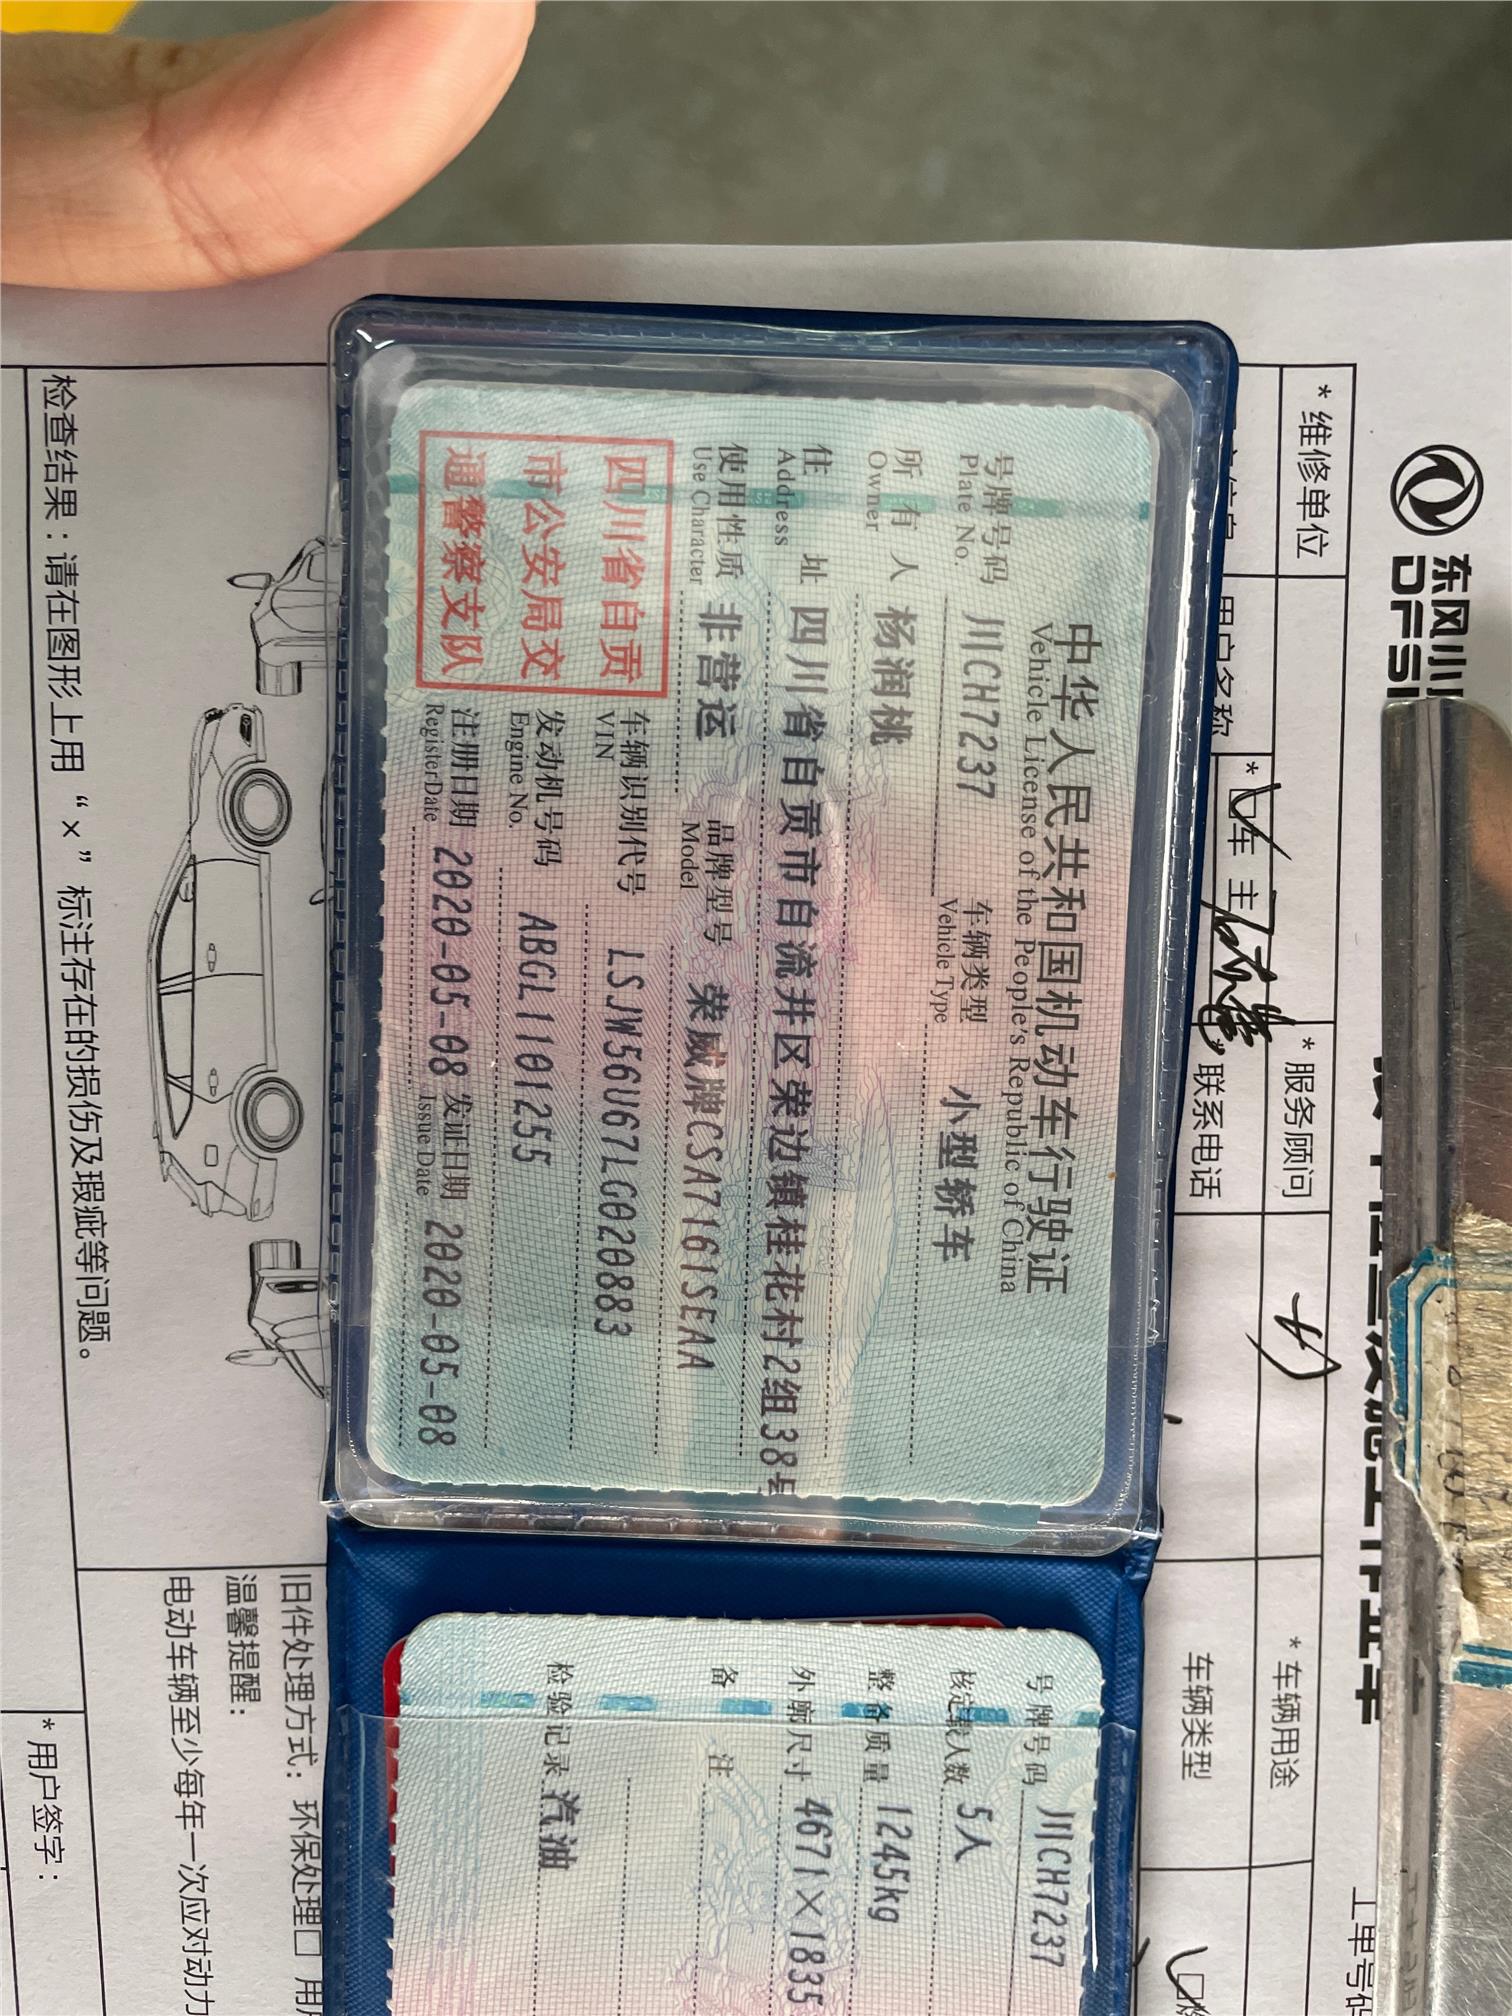 中华人民共和国机动车行驶证
Vehicle License of the People's Republic of China
号牌号码 川CH7237 车辆类型 小型轿车
Plate No. Vehicle Type
所有人 杨润桃
Owner
住址 四川省自贡市自流井区荣边镇桂花村2组38号
Address
使用性质 非营运 品牌型号 荣威牌CSA7161SEAA
Use Character Model
四川省自贡
市公安局交
通警察支队
车辆识别代号 LSJW56U67LG020883
VIN
发动机号码 ABGL1101255
Engine No.
注册日期 2020-05-08 发证日期 2020-05-08
Register Date Issue Date
号牌号码 川CH7237
核定载人数 5人
整备质量 1245kg
外廓尺寸 4671×1835
备注
检验记录 汽油
东风小
DFS
*维修单位
*服务顾问
*车辆用途
用户名称
车主
*联系电话
车辆类型
工单号码
检查结果：请在图形上用“×”标注存在的损伤及瑕疵等问题。
旧件处理方式：环保处理□ 用
温馨提醒：
电动车辆至少每年一次应对动力
*用户签字：